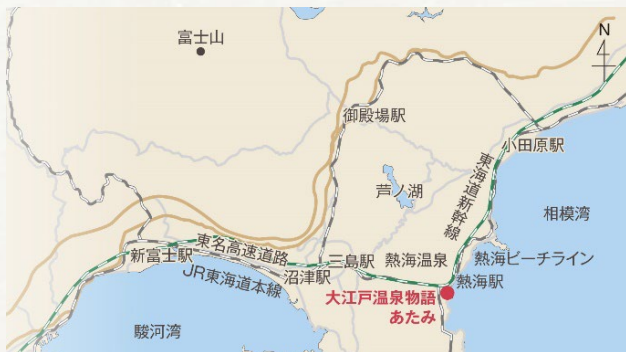 富士山
N
御殿場駅
小田原駅
東海道新幹線
芦ノ湖
相模湾
東名高速道路
新富士駅
三島駅
熱海温泉
熱海ビーチライン
JR東海道本線
沼津駅
熱海駅
大江戸温泉物語
あたみ
駿河湾